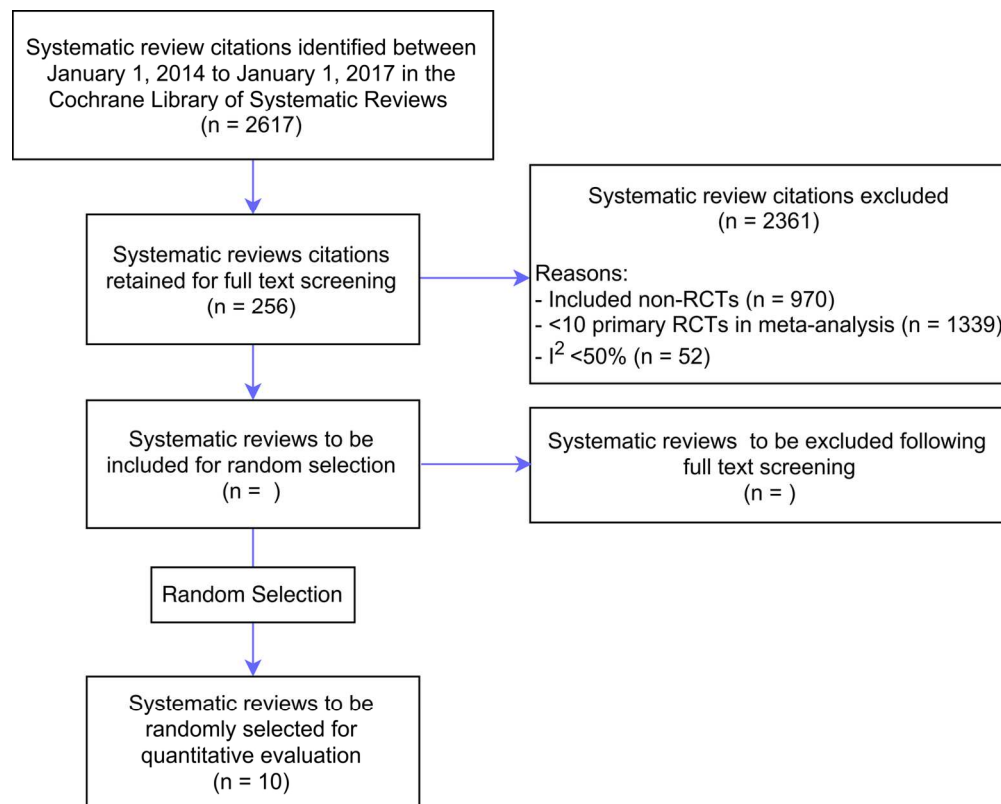 Systematic review citations identified between
January 1, 2014 to January 1, 2017 in the
Cochrane Library of Systematic Reviews
(n = 2617)
Systematic review citations excluded
(n = 2361)
Reasons:
- Included non-RCTs (n = 970)
- <10 primary RCTs in meta-analysis (n = 1339)
- I² <50% (n = 52)
Systematic reviews citations
retained for full text screening
(n = 256)
Systematic reviews to be
included for random selection
(n =  )
Systematic reviews  to be excluded following
full text screening
(n = )
Random Selection
Systematic reviews to be
randomly selected for
quantitative evaluation
(n = 10)